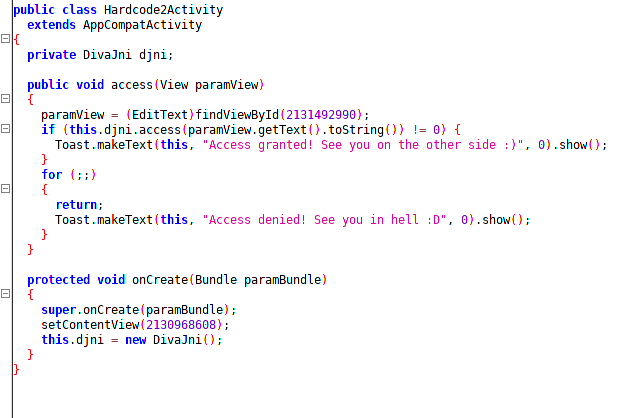 public class Hardcode2Activity
  extends AppCompatActivity
{
  private DivaJni djni;

  public void access(View paramView)
  {
    paramView = (EditText)findViewById(2131492990);
    if (this.djni.access(paramView.getText().toString()) != 0) {
      Toast.makeText(this, "Access granted! See you on the other side :)", 0).show();
    }
    for (;;)
    {
      return;
      Toast.makeText(this, "Access denied! See you in hell :D", 0).show();
    }
  }

  protected void onCreate(Bundle paramBundle)
  {
    super.onCreate(paramBundle);
    setContentView(2130968608);
    this.djni = new DivaJni();
  }
}